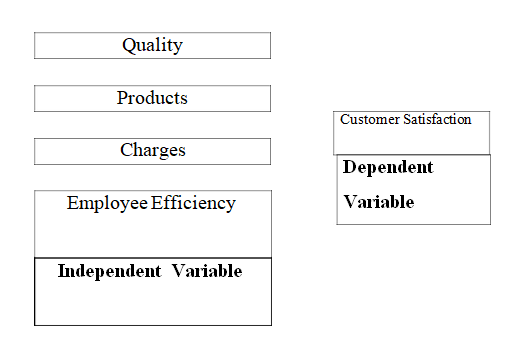 Quality
Products
Charges
Employee Efficiency
Independent Variable
Customer Satisfaction
Dependent
Variable